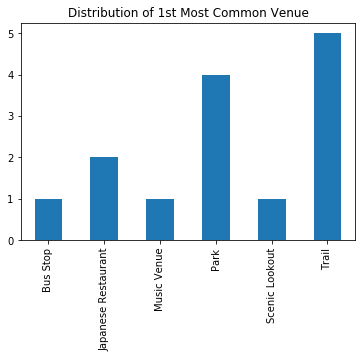 Distribution of 1st Most Common Venue
5
4
3
2
1
0
Bus Stop
Japanese Restaurant
Music Venue
Park
Scenic Lookout
Trail